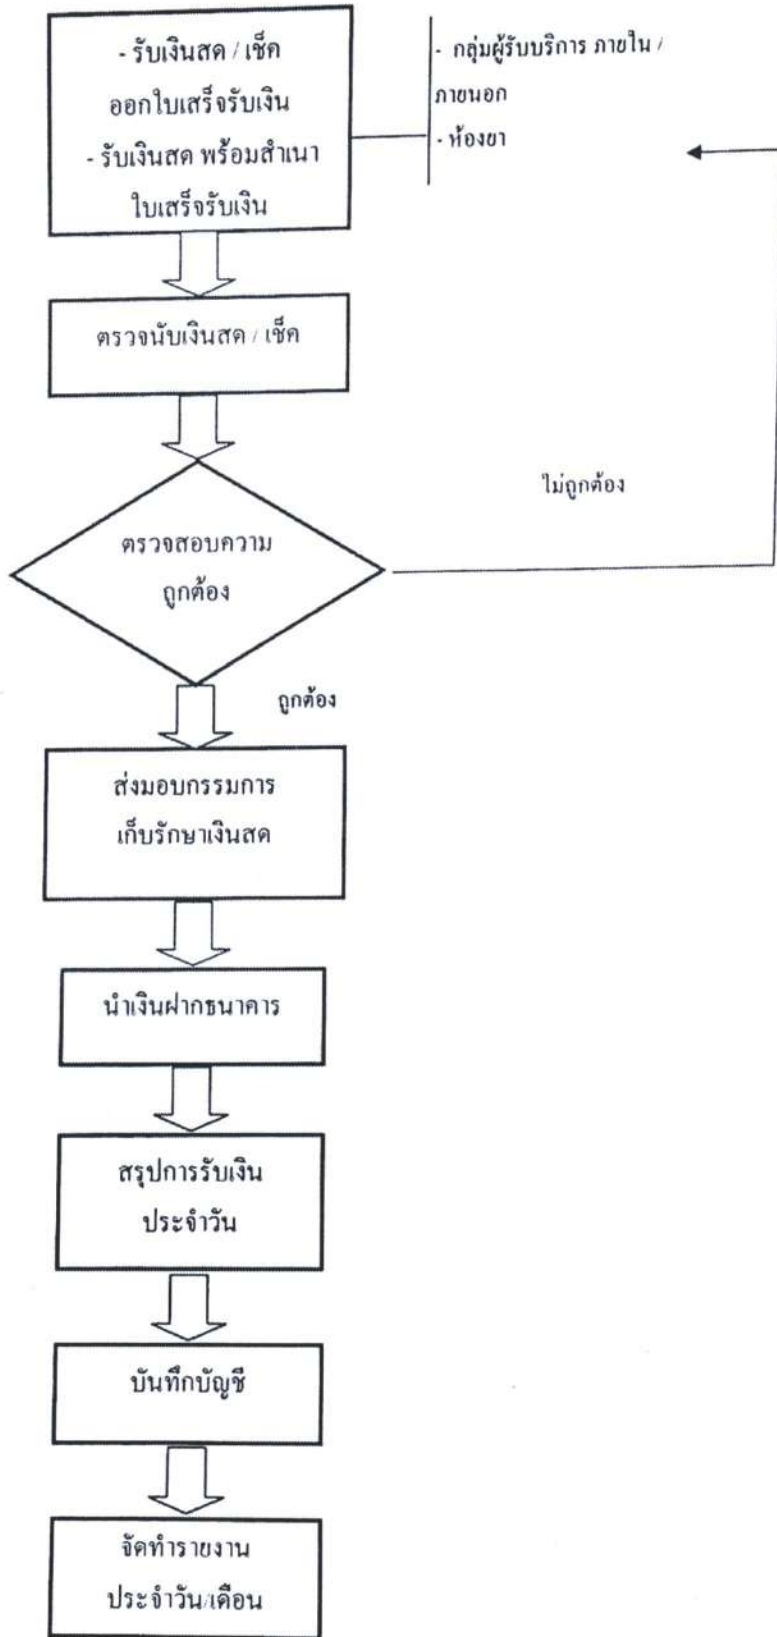 - รับเงินสด / เช็ค
ออกใบเสร็จรับเงิน
- รับเงินสด พร้อมสำเนา
ใบเสร็จรับเงิน
- กลุ่มผู้รับบริการ ภายใน /
ภายนอก
- ห้องยา
ตรวจนับเงินสด / เช็ค
ตรวจสอบความ
ถูกต้อง
ไม่ถูกต้อง
ถูกต้อง
ส่งมอบกรรมการ
เก็บรักษาเงินสด
นำเงินฝากธนาคาร
สรุปการรับเงิน
ประจำวัน
บันทึกบัญชี
จัดทำรายงาน
ประจำวัน/เดือน